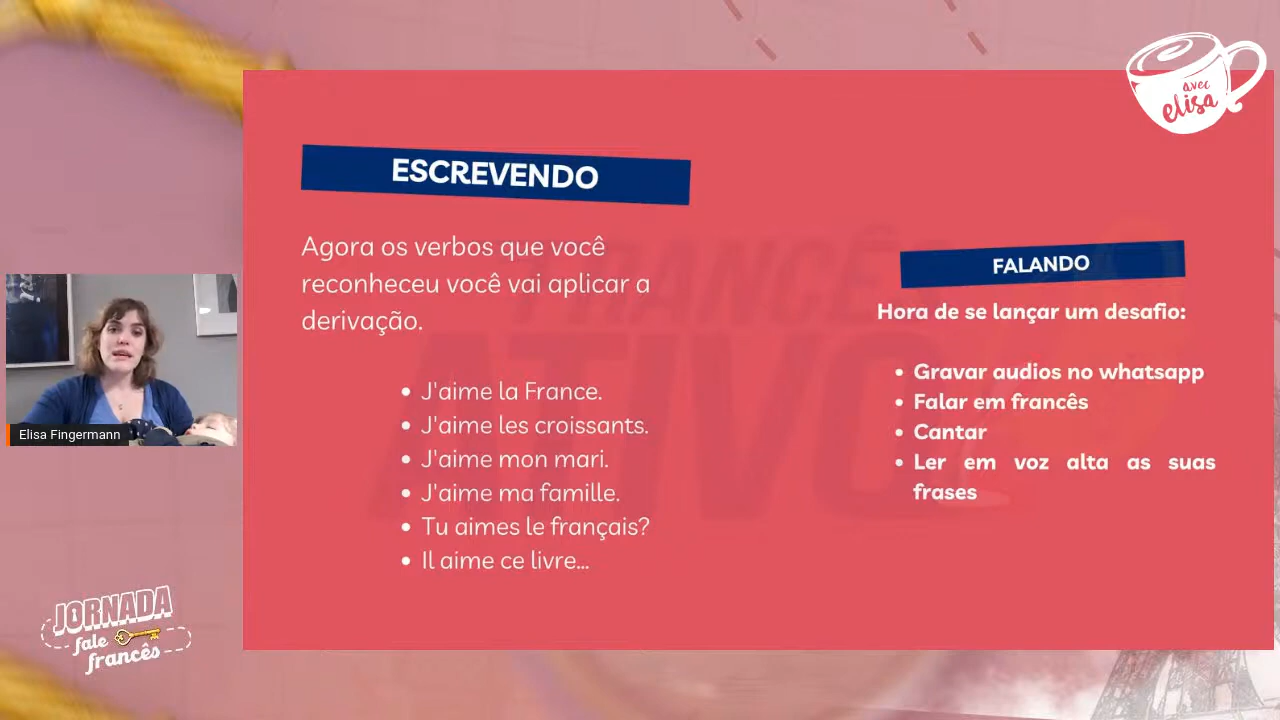 avec
elisa
ESCREVENDO
Agora os verbos que você
reconheceu você vai aplicar a
derivação.
• J'aime la France.
• J'aime les croissants.
• J'aime mon mari.
• J'aime ma famille.
• Tu aimes le français?
• Il aime ce livre...
FALANDO
Hora de se lançar um desafio:
• Gravar audios no whatsapp
• Falar em francês
• Cantar
• Ler em voz alta as suas
frases
FRANCÊS
ATIVO
Elisa Fingermann
JORNADA
fale
francês